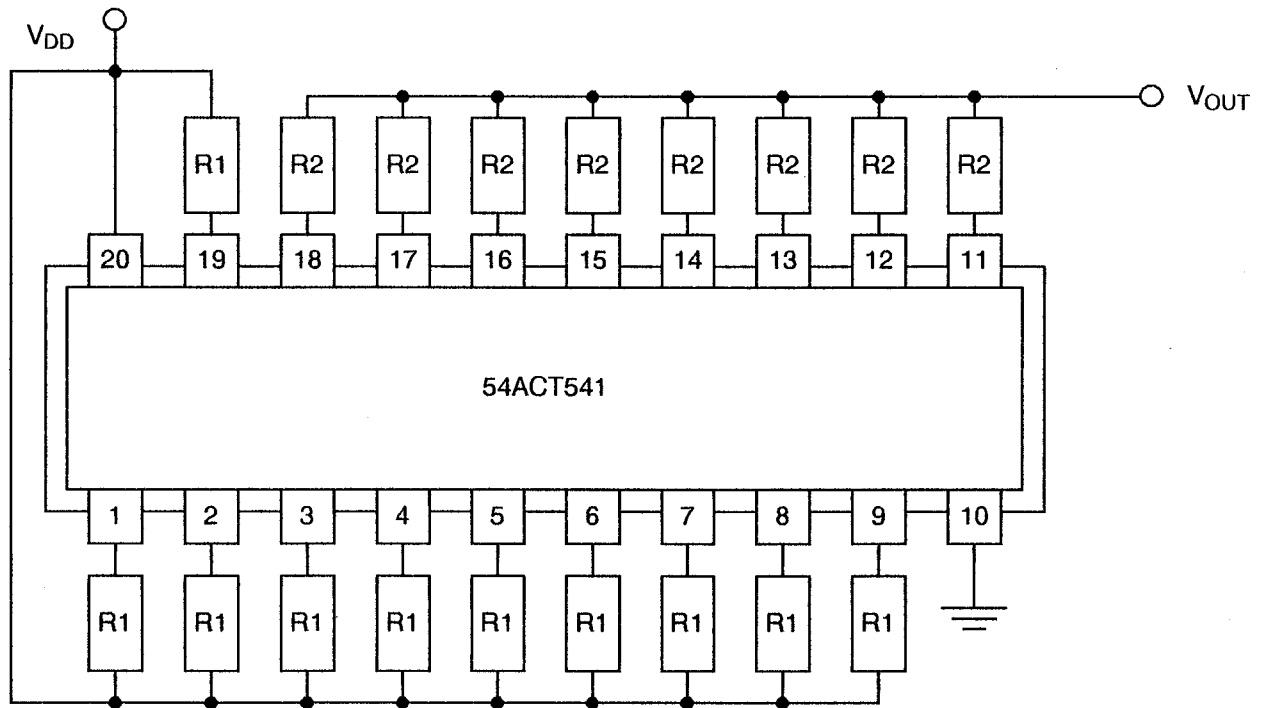 V_DD
V_OUT
R1 R2 R2 R2 R2 R2 R2 R2 R2
20 19 18 17 16 15 14 13 12 11
54ACT541
1 2 3 4 5 6 7 8 9 10
R1 R1 R1 R1 R1 R1 R1 R1 R1